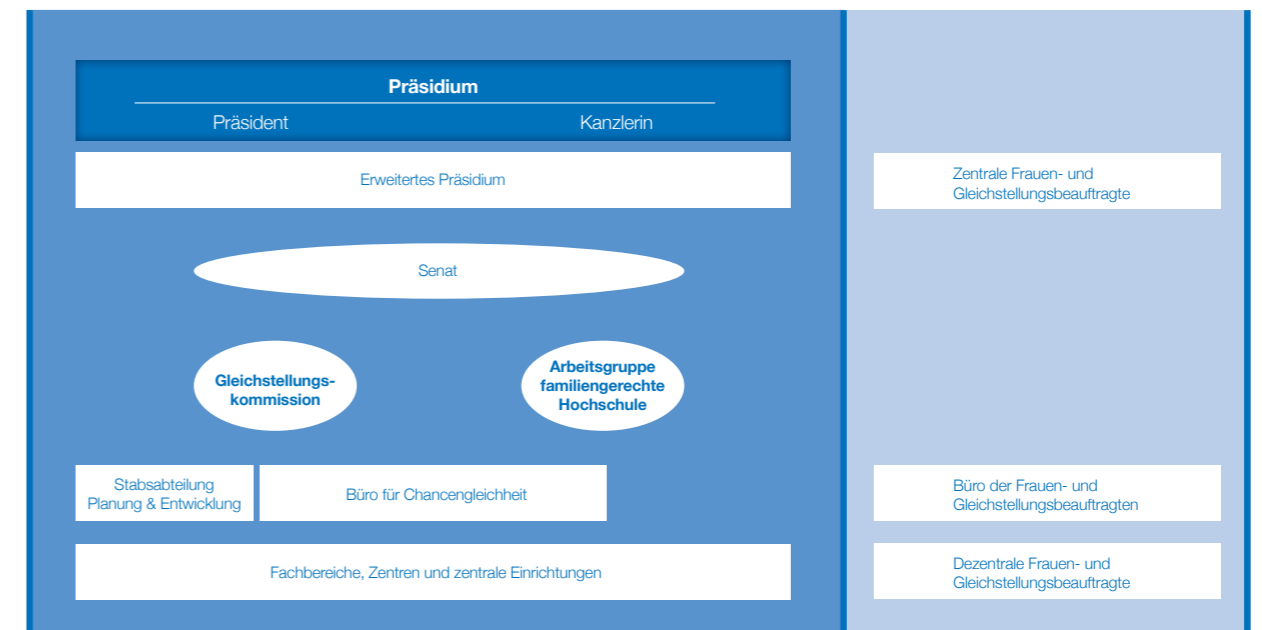 Präsidium
Präsident
Kanzlerin
Erweitertes Präsidium
Zentrale Frauen- und
Gleichstellungsbeauftragte
Senat
Gleichstellungs-
kommission
Arbeitsgruppe
familiengerechte
Hochschule
Stabsabteilung
Planung & Entwicklung
Büro für Chancengleichheit
Büro der Frauen- und
Gleichstellungsbeauftragten
Fachbereiche, Zentren und zentrale Einrichtungen
Dezentrale Frauen- und
Gleichstellungsbeauftragte